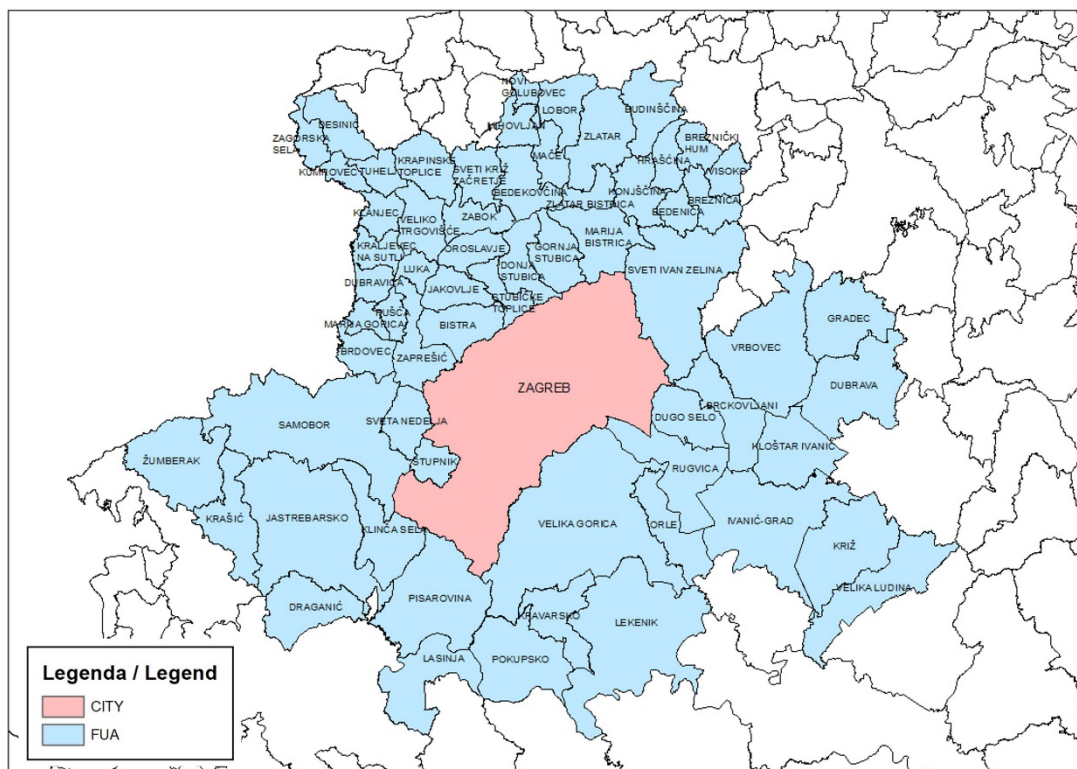 NOVI
GOLUBOVEC
LOBOR
BUDINŠČINA
DESINIĆ
MIHOVLJAN
ZLATAR
ZAGORSKA
SELA
BREZNIČKI
HUM
MAČE
HRAŠČINA
KUMROVEC
TUHELJ
KRAPINSKE
TOPLICE
SVETI KRIŽ
ZAČRETJE
VISOKO
BEDEKOVČINA
KONJŠČINA
ZLATAR BISTRICA
BREZNICA
BEDENICA
KLANJEC
VELIKO
TRGOVIŠĆE
ZABOK
MARIJA
BISTRICA
KRALJEVEC
NA SUTLI
OROSLAVJE
GORNJA
STUBICA
DONJA
STUBICA
SVETI IVAN ZELINA
LUKA
DUBRAVICA
JAKOVLJE
STUBIČKE
TOPLICE
PUŠĆA
MARIJA GORICA
BISTRA
GRADEC
BRDOVEC
ZAPREŠIĆ
VRBOVEC
ZAGREB
DUBRAVA
BRCKOVLJANI
SAMOBOR
SVETA NEDELJA
DUGO SELO
KLOŠTAR IVANIĆ
ŽUMBERAK
STUPNIK
RUGVICA
KRAŠIĆ
JASTREBARSKO
KLINČA SELA
VELIKA GORICA
ORLE
IVANIĆ-GRAD
KRIŽ
VELIKA LUDINA
DRAGANIĆ
PISAROVINA
KRAVARSKO
LEKENIK
LASINJA
POKUPSKO
Legenda / Legend
CITY
FUA